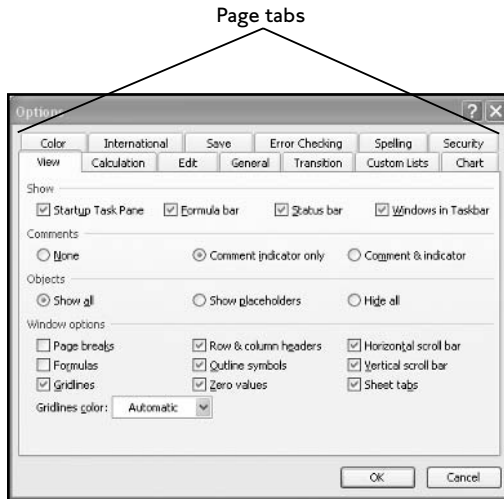 Page tabs
Options
Color International Save Error Checking Spelling Security
View Calculation Edit General Transition Custom Lists Chart
Show
Startup Task Pane Formula bar Status bar Windows in Taskbar
Comments
None Comment indicator only Comment & indicator
Objects
Show all Show placeholders Hide all
Window options
Page breaks Row & column headers Horizontal scroll bar
Formulas Outline symbols Vertical scroll bar
Gridlines Zero values Sheet tabs
Gridlines color: Automatic
OK Cancel